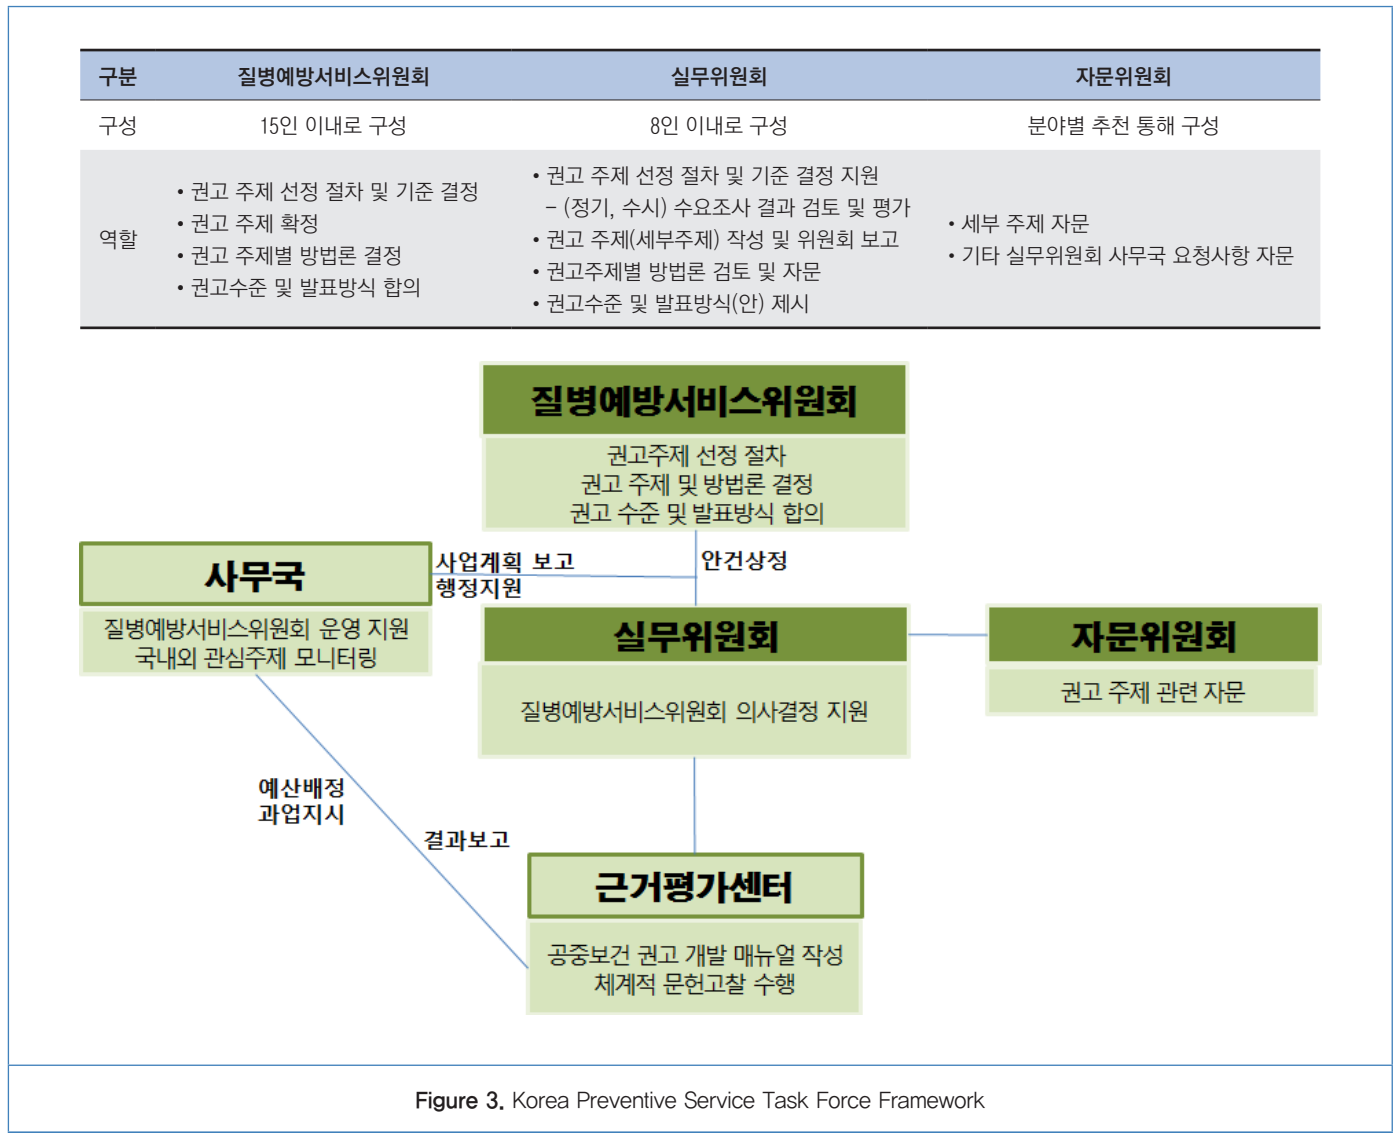 구분 질병예방서비스위원회 실무위원회 자문위원회
구성 15인 이내로 구성 8인 이내로 구성 분야별 추천 통해 구성
역할
• 권고 주제 선정 절차 및 기준 결정
• 권고 주제 확정
• 권고 주제별 방법론 결정
• 권고수준 및 발표방식 합의
• 권고 주제 선정 절차 및 기준 결정 지원
– (정기, 수시) 수요조사 결과 검토 및 평가
• 권고 주제(세부주제) 작성 및 위원회 보고
• 권고주제별 방법론 검토 및 자문
• 권고수준 및 발표방식(안) 제시
• 세부 주제 자문
• 기타 실무위원회 사무국 요청사항 자문
질병예방서비스위원회
권고주제 선정 절차
권고 주제 및 방법론 결정
권고 수준 및 발표방식 합의
사무국
질병예방서비스위원회 운영 지원
국내외 관심주제 모니터링
사업계획 보고
행정지원
안건상정
실무위원회
질병예방서비스위원회 의사결정 지원
자문위원회
권고 주제 관련 자문
예산배정
과업지시
결과보고
근거평가센터
공중보건 권고 개발 매뉴얼 작성
체계적 문헌고찰 수행
Figure 3. Korea Preventive Service Task Force Framework